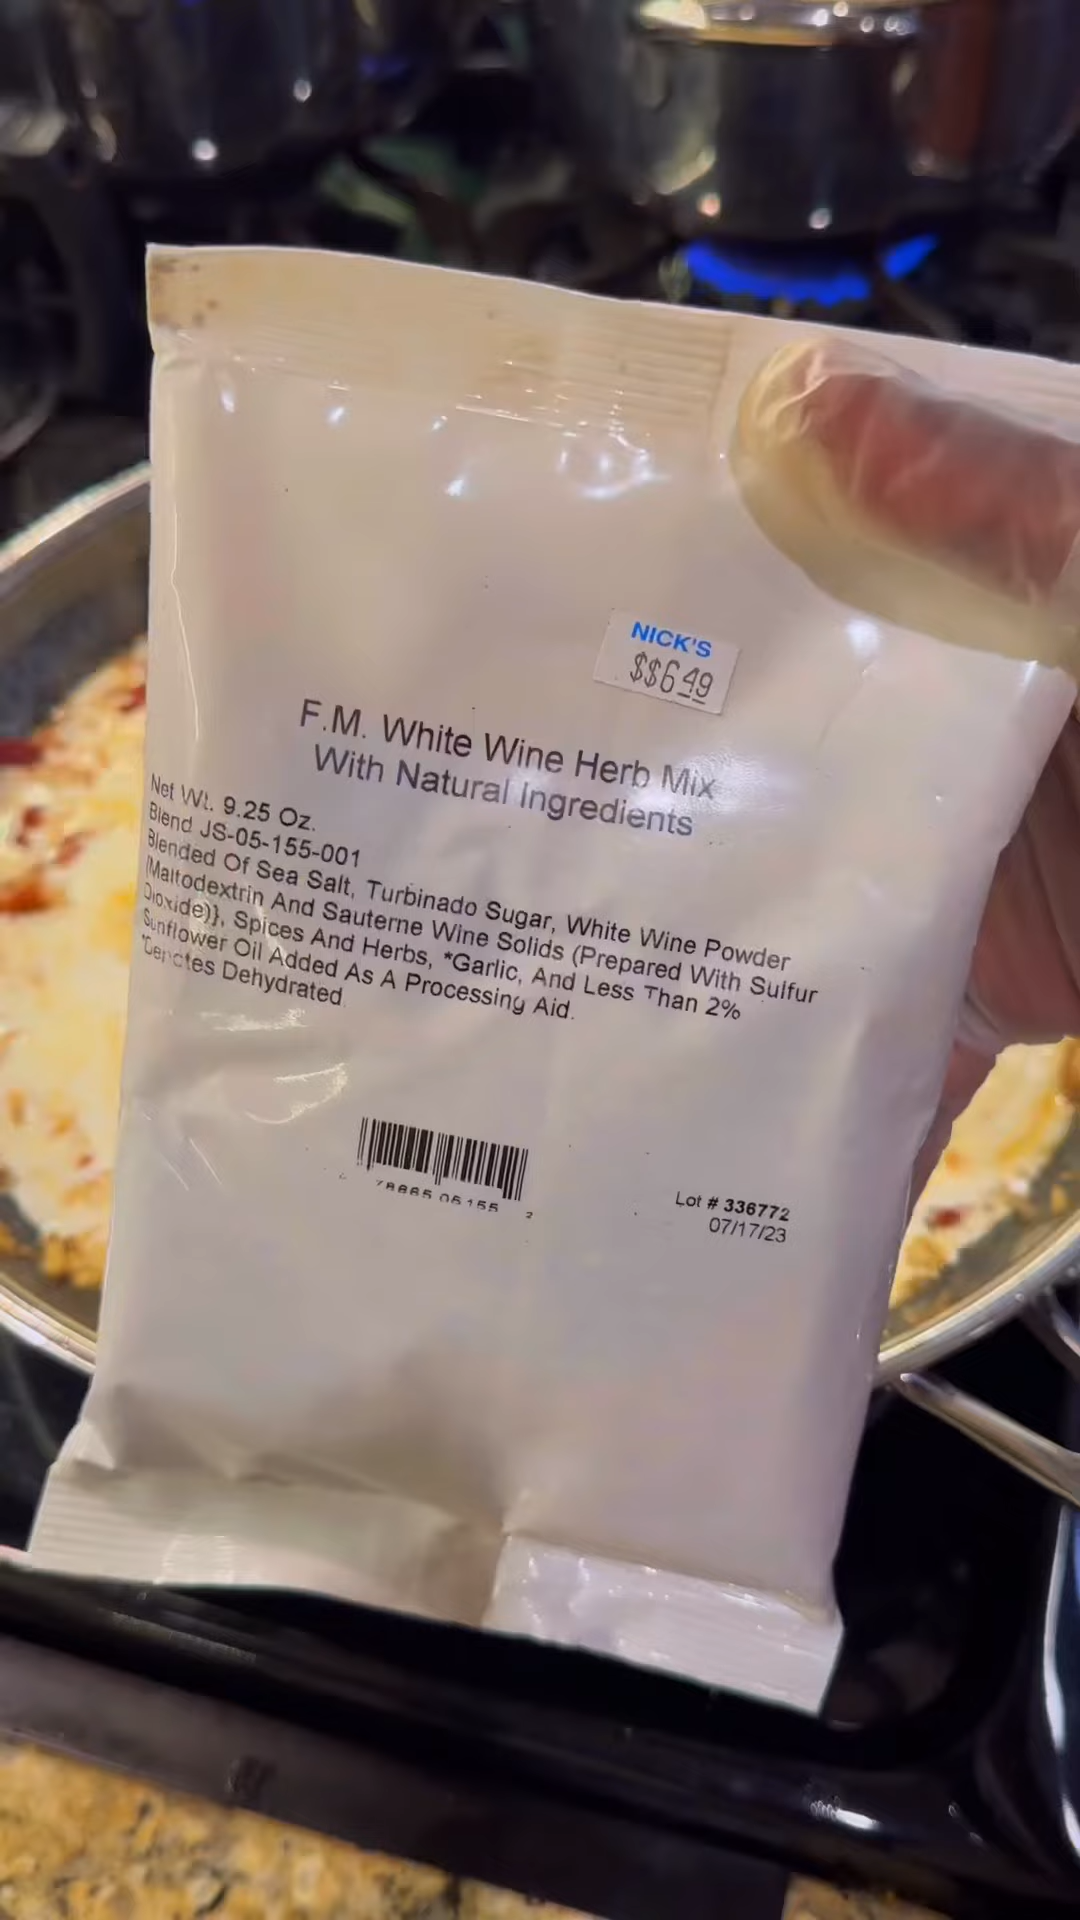 NICK'S
$$6.49
F.M. White Wine Herb Mix
With Natural Ingredients
Net Wt. 9.25 Oz.
Blend JS-05-155-001
Blended Of Sea Salt, Turbinado Sugar, White Wine Powder
(Maltodextrin And Sauterne Wine Solids (Prepared With Sulfur
Dioxide)}, Spices And Herbs, *Garlic, And Less Than 2%
Sunflower Oil Added As A Processing Aid.
*Denotes Dehydrated.
78865 05155 2
Lot # 336772
07/17/23